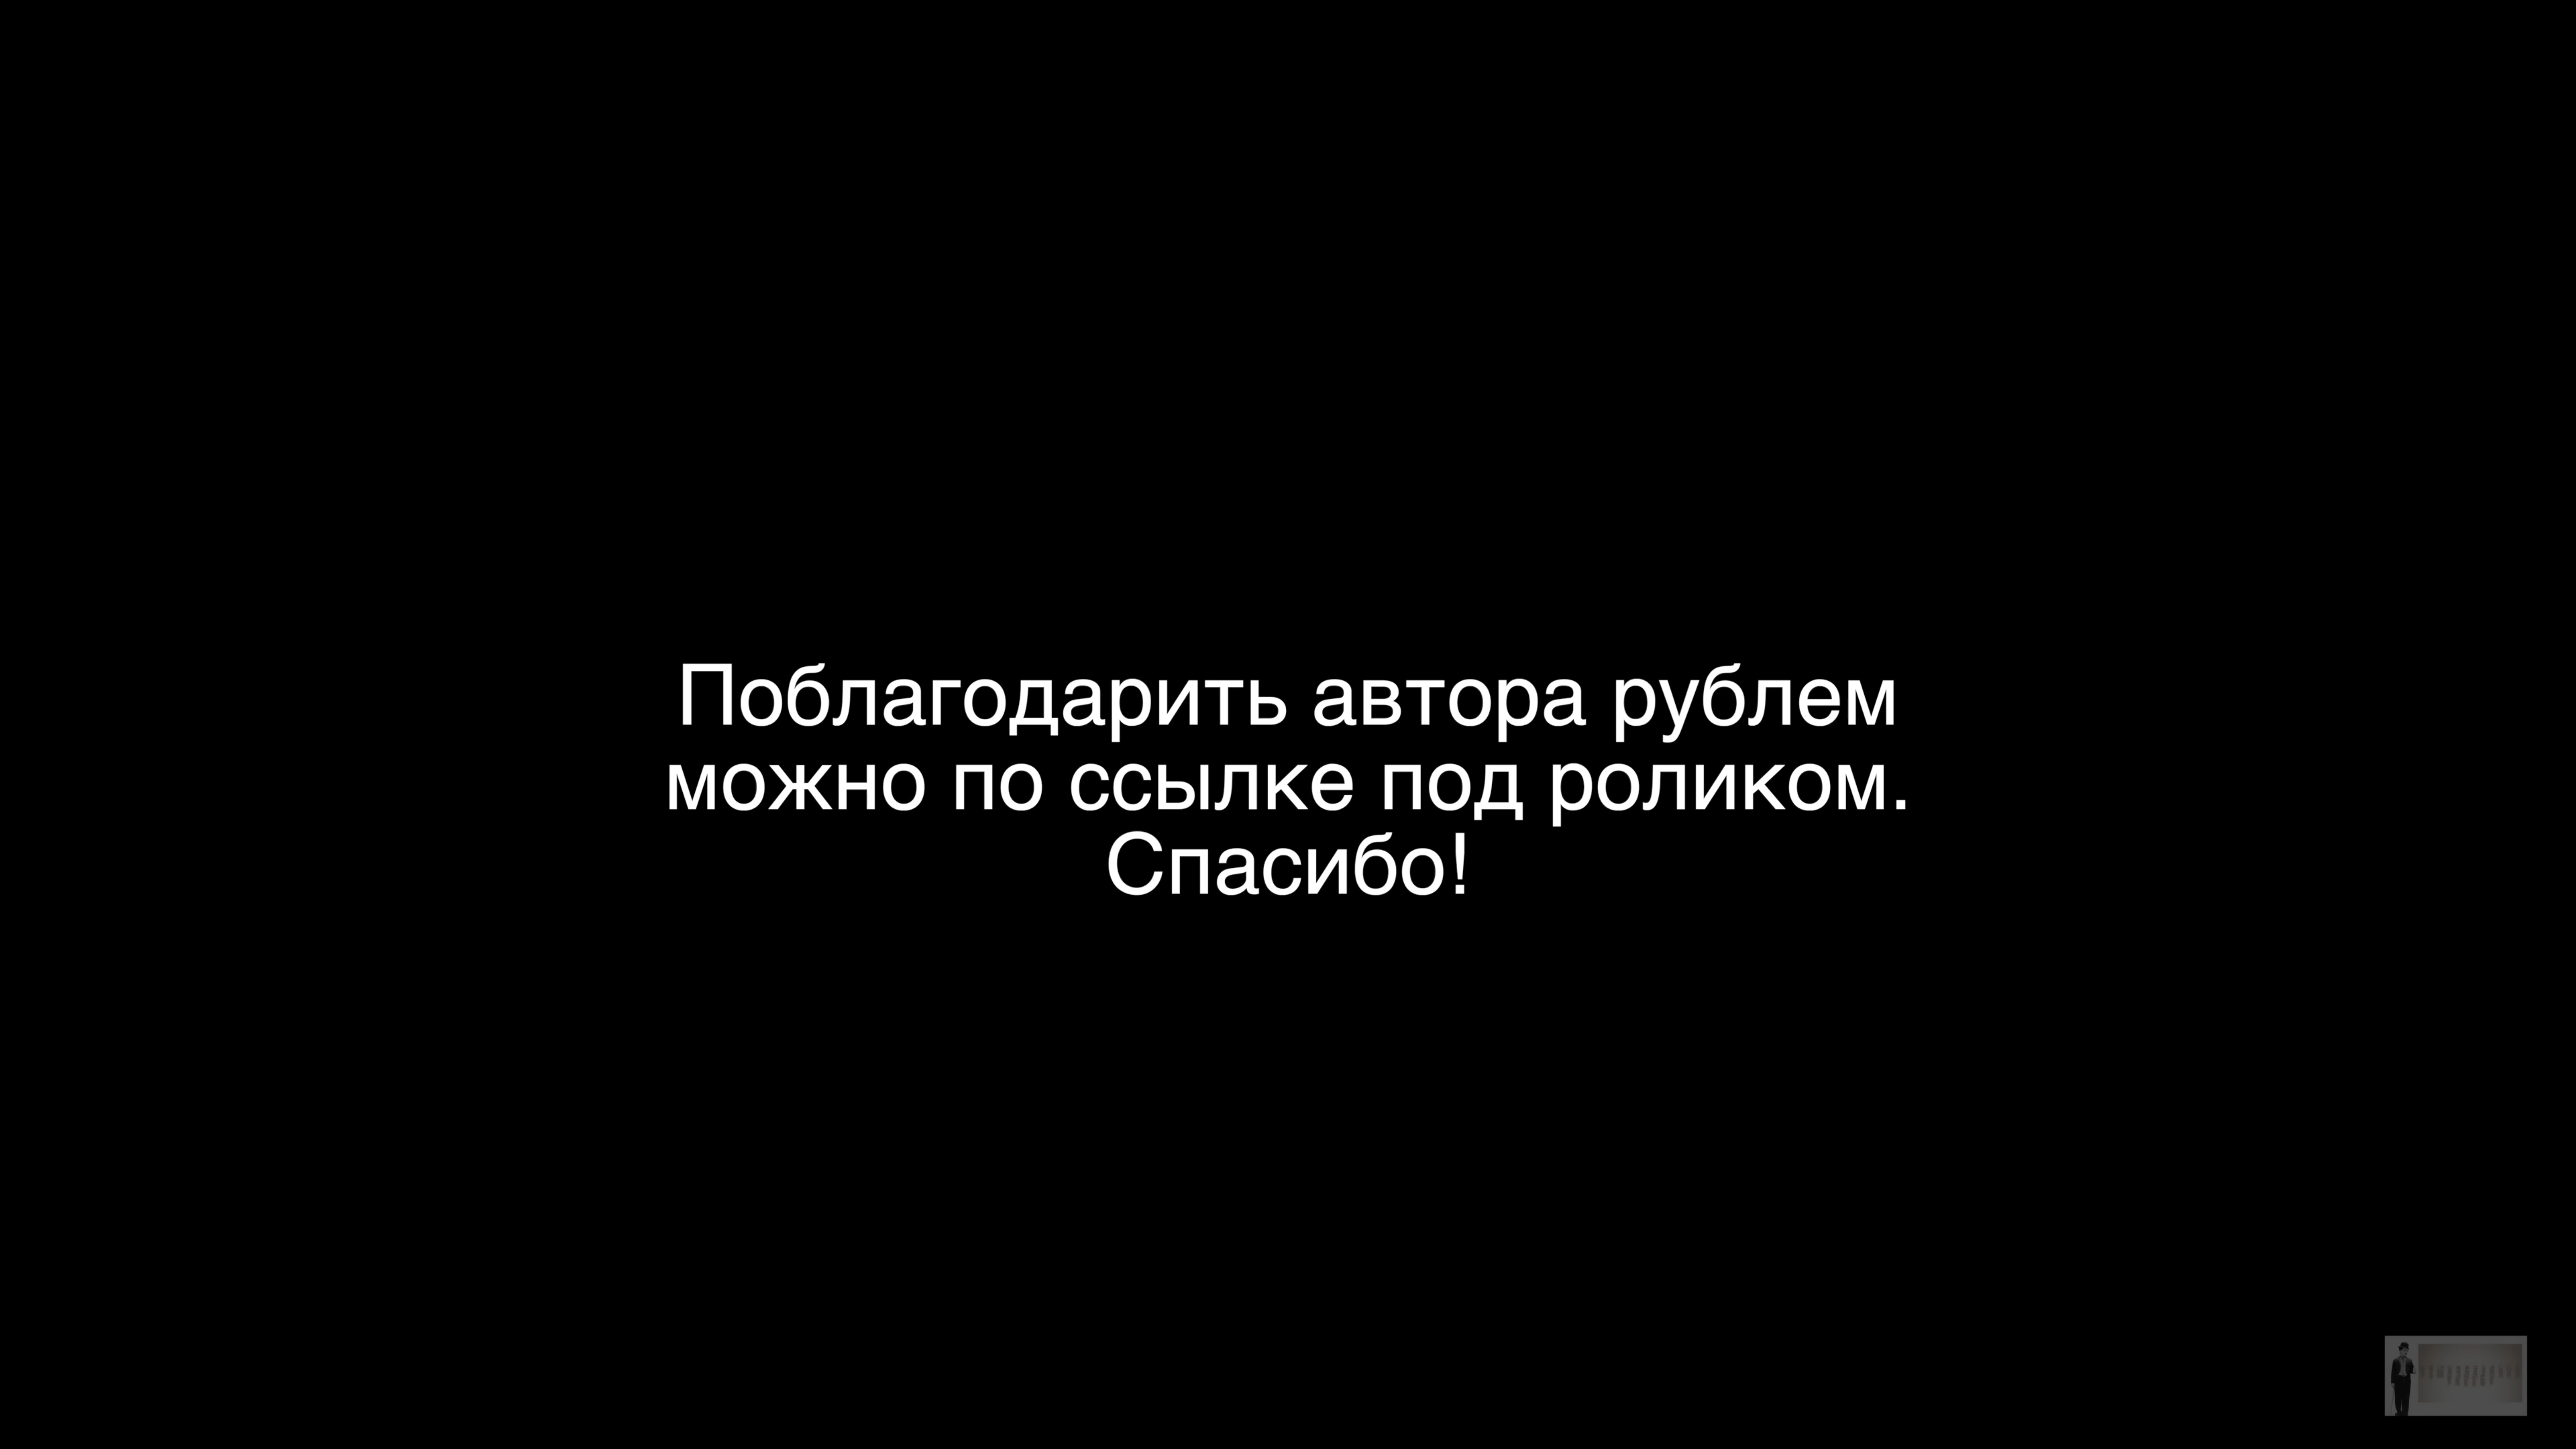 Поблагодарить автора рублем
можно по ссылке под роликом.
Спасибо!